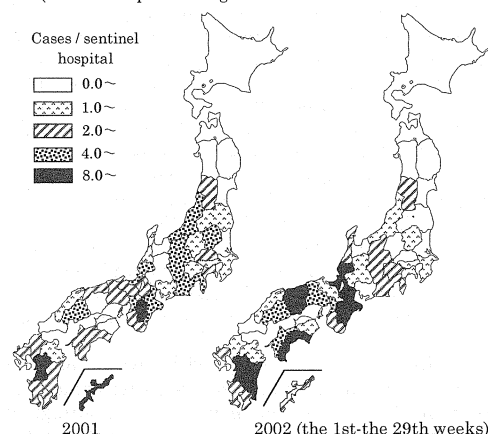 Cases / sentinel
hospital
0.0~
1.0~
2.0~
4.0~
8.0~
2001
2002 (the 1st-the 29th weeks)